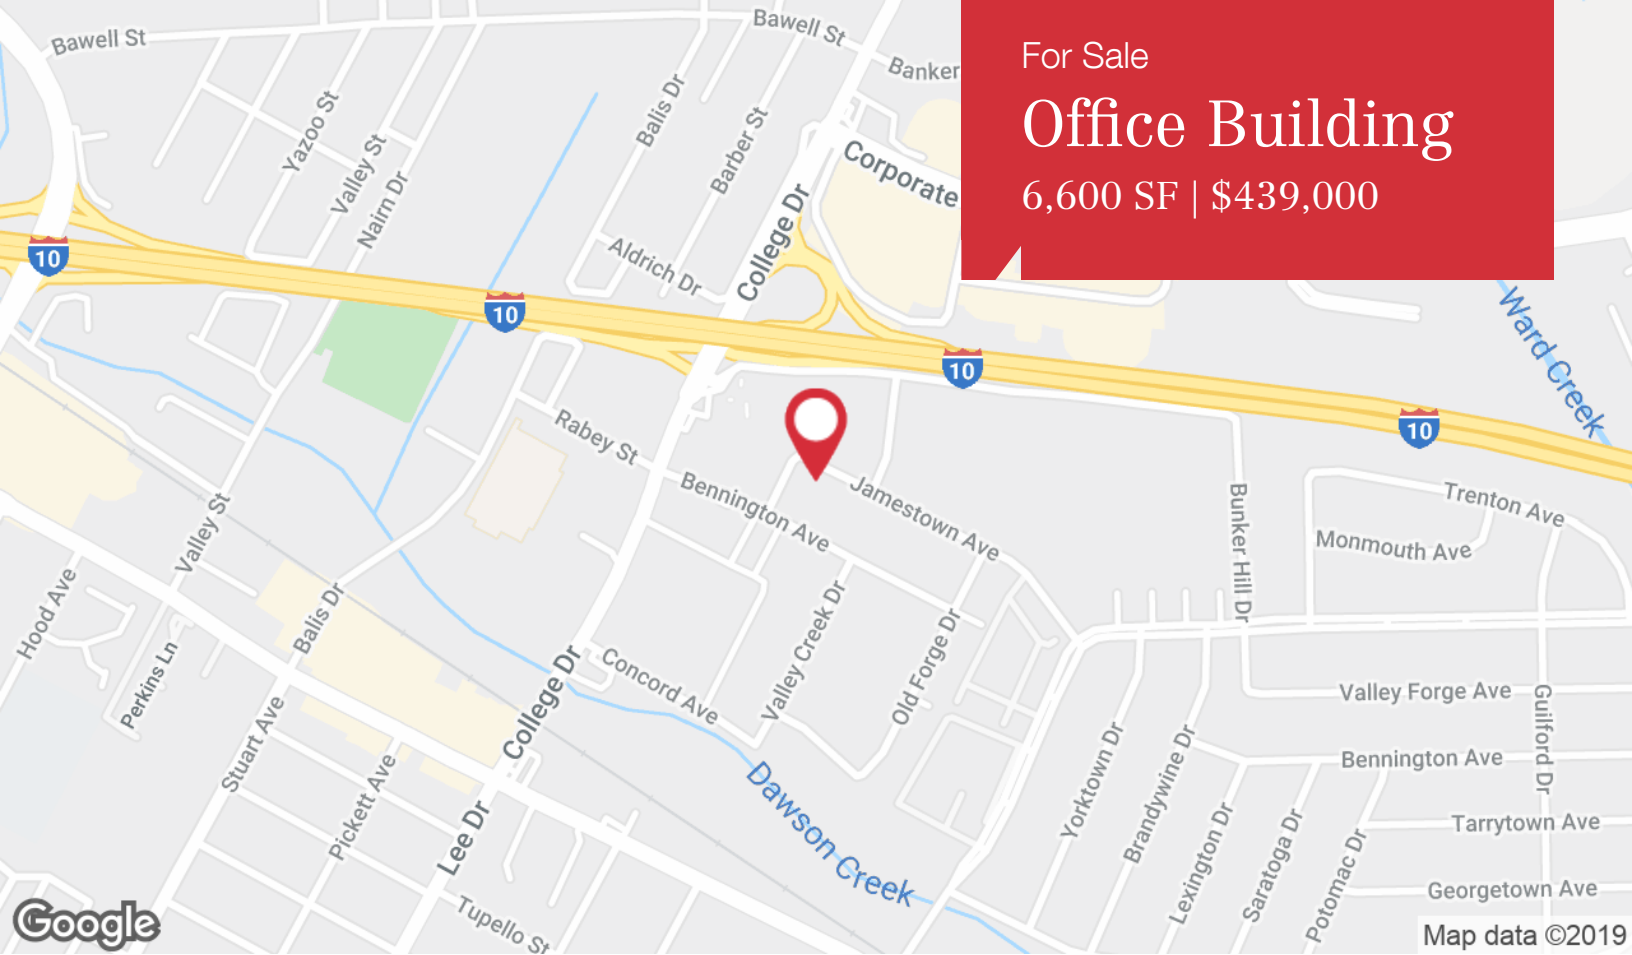 For Sale
Office Building
6,600 SF | $439,000
Bawell St
Bawell St
Banker
Yazoo St
Valley St
Nairn Dr
Balis Dr
Barber St
Corporate
College Dr
Aldrich Dr
10
10
10
10
Ward Creek
Rabey St
Bennington Ave
Jamestown Ave
Bunker Hill Dr
Trenton Ave
Monmouth Ave
Valley St
Hood Ave
Balis Dr
Perkins Ln
Stuart Ave
Pickett Ave
College Dr
Lee Dr
Concord Ave
Valley Creek Dr
Old Forge Dr
Dawson Creek
Yorktown Dr
Brandywine Dr
Lexington Dr
Saratoga Dr
Potomac Dr
Valley Forge Ave
Guilford Dr
Bennington Ave
Tarrytown Ave
Georgetown Ave
Tupello St
Google
Map data ©2019